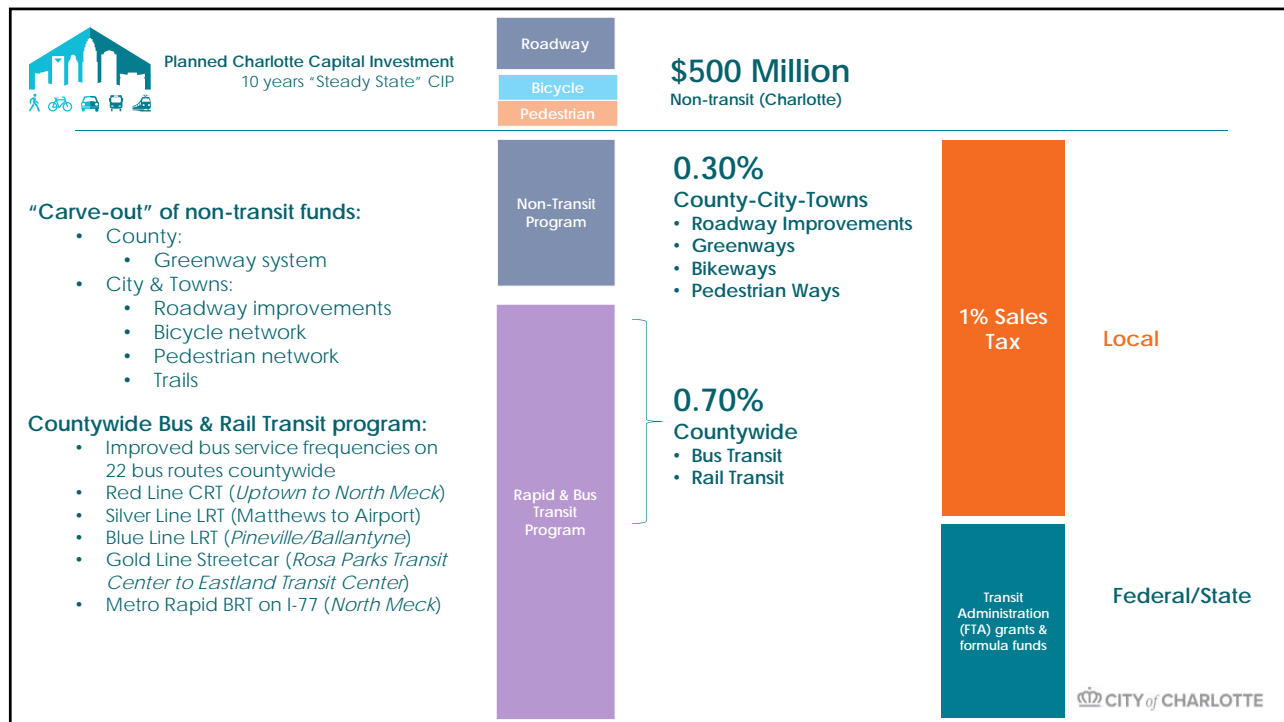 Planned Charlotte Capital Investment
10 years "Steady State" CIP
Roadway
Bicycle
Pedestrian
$500 Million
Non-transit (Charlotte)
"Carve-out" of non-transit funds:
• County:
• Greenway system
• City & Towns:
• Roadway improvements
• Bicycle network
• Pedestrian network
• Trails
Countywide Bus & Rail Transit program:
• Improved bus service frequencies on
22 bus routes countywide
• Red Line CRT (Uptown to North Meck)
• Silver Line LRT (Matthews to Airport)
• Blue Line LRT (Pineville/Ballantyne)
• Gold Line Streetcar (Rosa Parks Transit
Center to Eastland Transit Center)
• Metro Rapid BRT on I-77 (North Meck)
Non-Transit
Program
Rapid & Bus
Transit
Program
0.30%
County-City-Towns
• Roadway Improvements
• Greenways
• Bikeways
• Pedestrian Ways
0.70%
Countywide
• Bus Transit
• Rail Transit
1% Sales
Tax
Local
Transit
Administration
(FTA) grants &
formula funds
Federal/State
CITY of CHARLOTTE